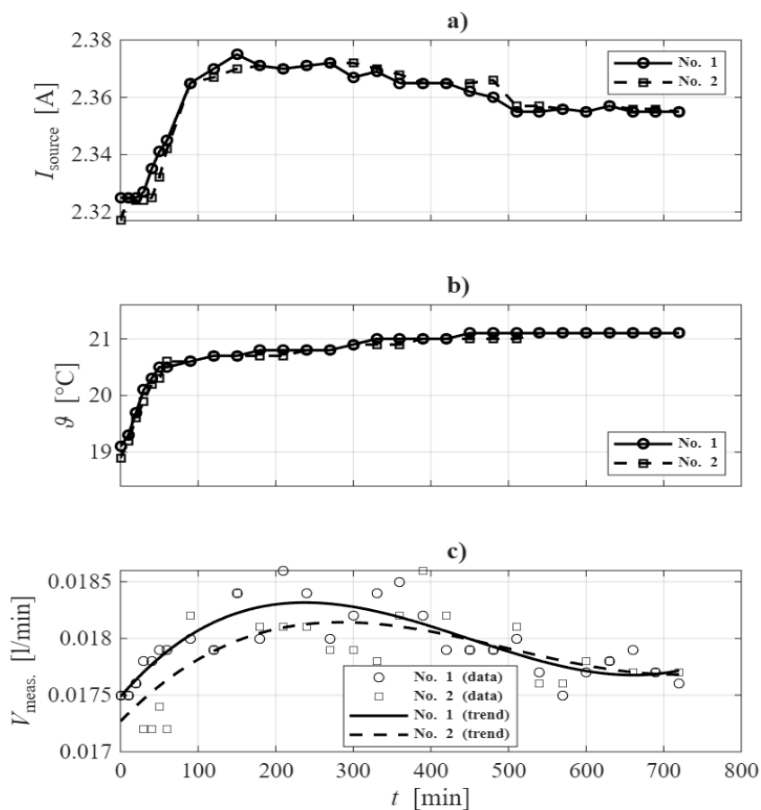 a)
2.38
2.36
2.34
2.32
I_source [A]
No. 1
No. 2
b)
21
20
19
ϑ [°C]
No. 1
No. 2
c)
0.0185
0.018
0.0175
0.017
V_meas. [l/min]
No. 1 (data)
No. 2 (data)
No. 1 (trend)
No. 2 (trend)
0 100 200 300 400 500 600 700 800
t [min]